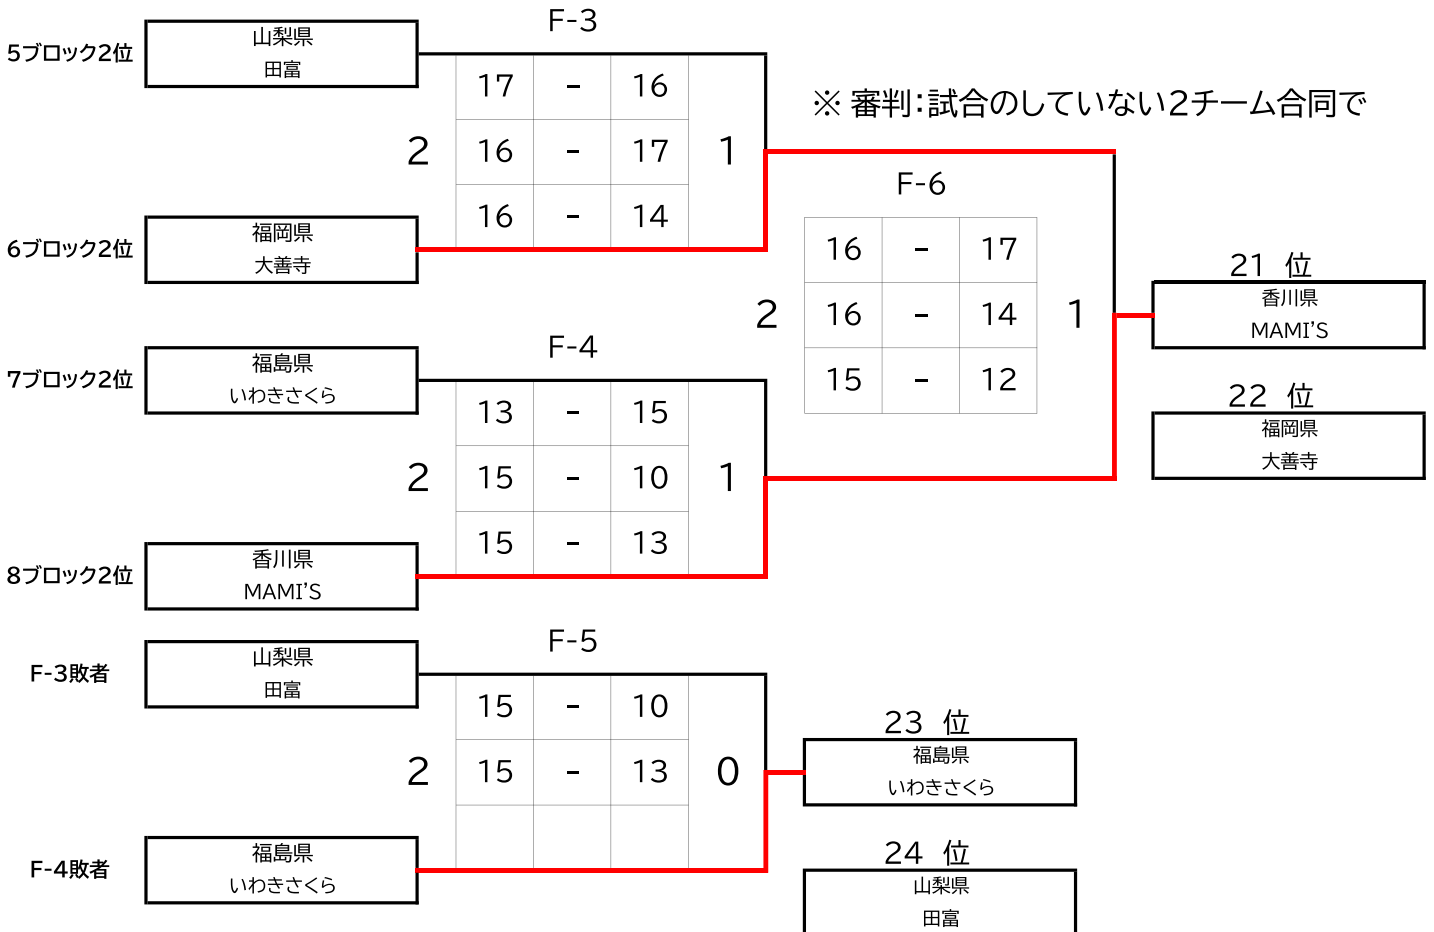 F-3
5ブロック2位
山梨県
田富
17 - 16
※ 審判：試合のしていない2チーム合同で
2
16 - 17
1
16 - 14
6ブロック2位
福岡県
大善寺
F-6
16 - 17
2
16 - 14
1
15 - 12
21 位
香川県
MAMI'S
22 位
福岡県
大善寺
F-4
7ブロック2位
福島県
いわきさくら
13 - 15
2
15 - 10
1
15 - 13
8ブロック2位
香川県
MAMI'S
F-5
F-3敗者
山梨県
田富
15 - 10
2
15 - 13
0
F-4敗者
福島県
いわきさくら
23 位
福島県
いわきさくら
24 位
山梨県
田富